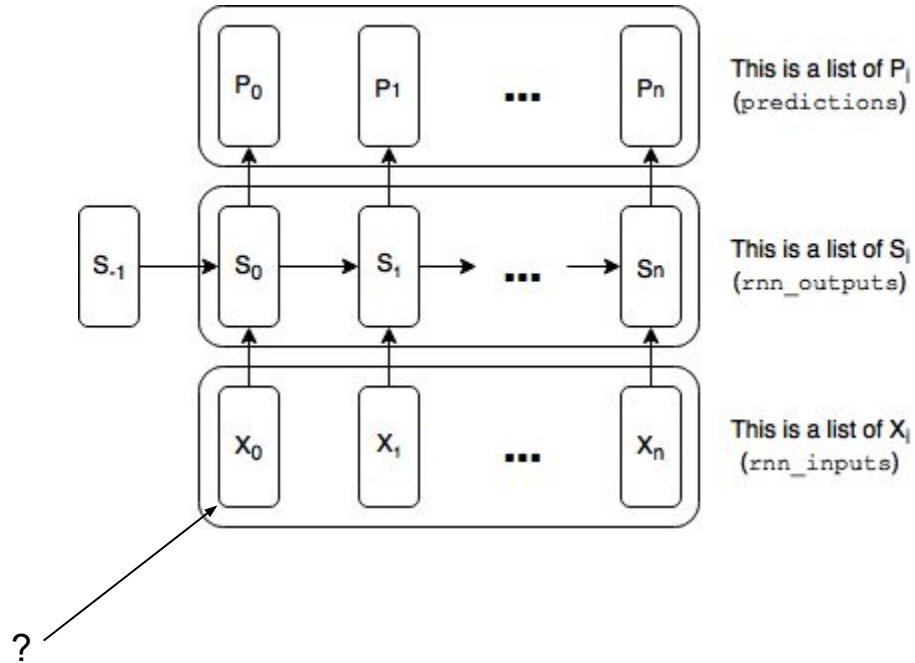 P₀ P₁ ... Pₙ
This is a list of Pᵢ
(predictions)
S₋₁ S₀ S₁ ... Sₙ
This is a list of Sᵢ
(rnn_outputs)
X₀ X₁ ... Xₙ
This is a list of Xᵢ
(rnn_inputs)
?